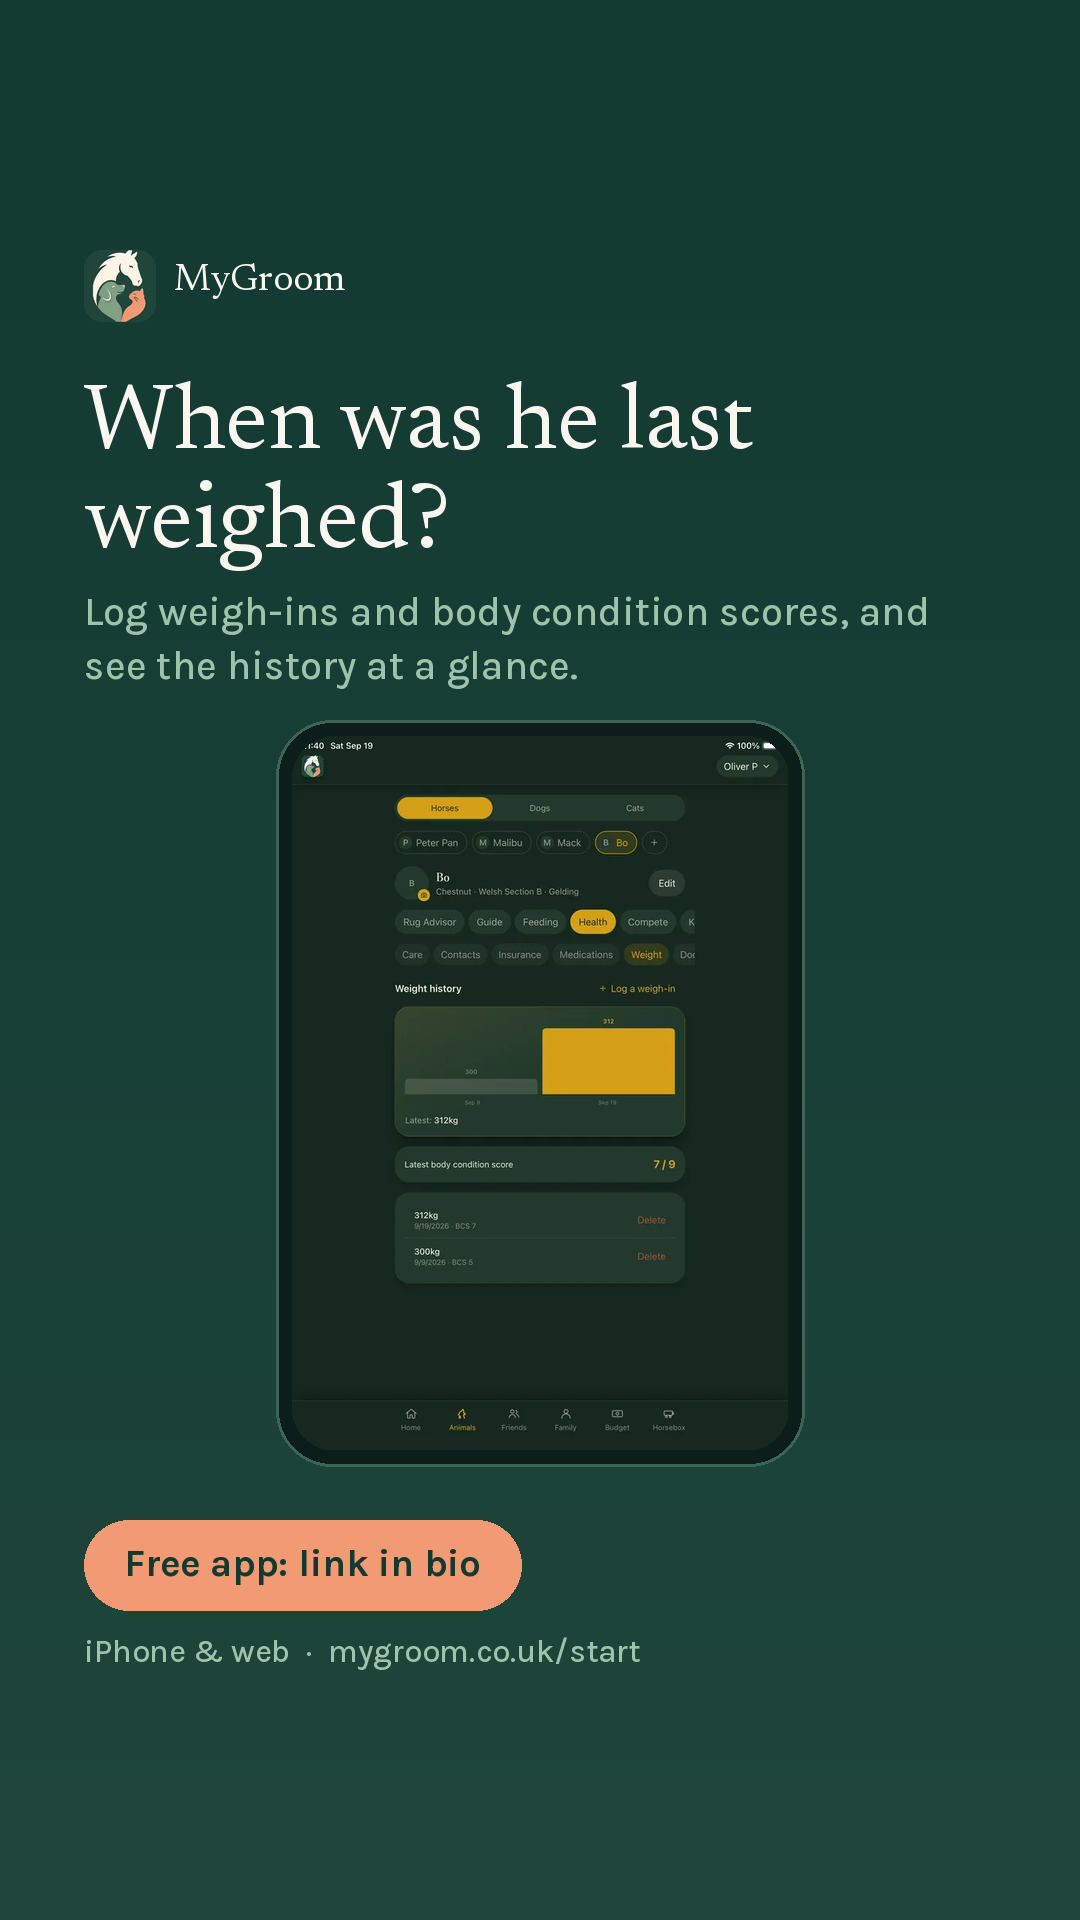 MyGroom
When was he last
weighed?
Log weigh-ins and body condition scores, and
see the history at a glance.
Sat Sep 19
100%
Oliver P
Horses Dogs Cats
P Peter Pan M Malibu M Mack B Bo +
B
Bo
Chestnut · Welsh Section B · Gelding
Edit
Rug Advisor Guide Feeding Health Compete K
Care Contacts Insurance Medications Weight Doc
Weight history + Log a weigh-in
312
300
Sep 9 Sep 19
Latest: 312kg
Latest body condition score 7 / 9
312kg
9/19/2026 · BCS 7
Delete
300kg
9/9/2026 · BCS 5
Delete
Home Animals Friends Family Budget Horsebox
Free app: link in bio
iPhone & web · mygroom.co.uk/start